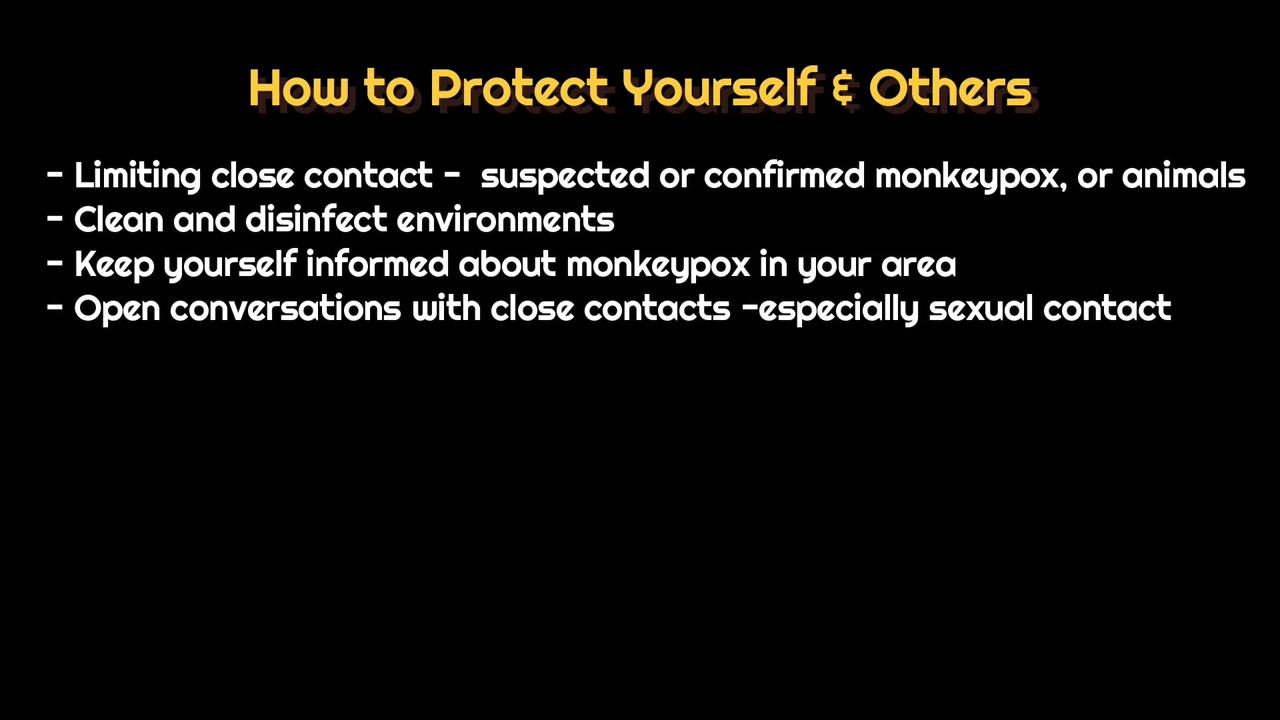 How to Protect Yourself & Others
- Limiting close contact -  suspected or confirmed monkeypox, or animals
- Clean and disinfect environments
- Keep yourself informed about monkeypox in your area
- Open conversations with close contacts -especially sexual contact